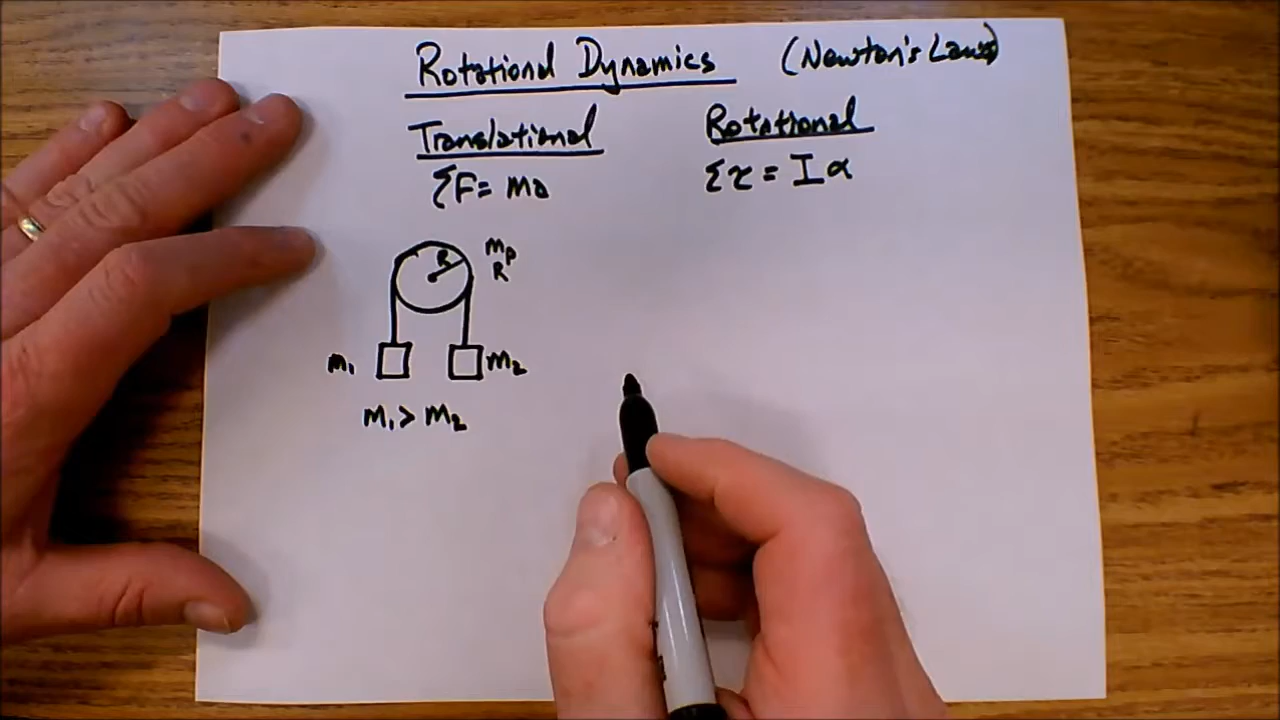 Rotational Dynamics (Newton's Laws)
Translational Rotational
ΣF = ma Στ = Iα
R mp
R
m1 m2
m1 > m2